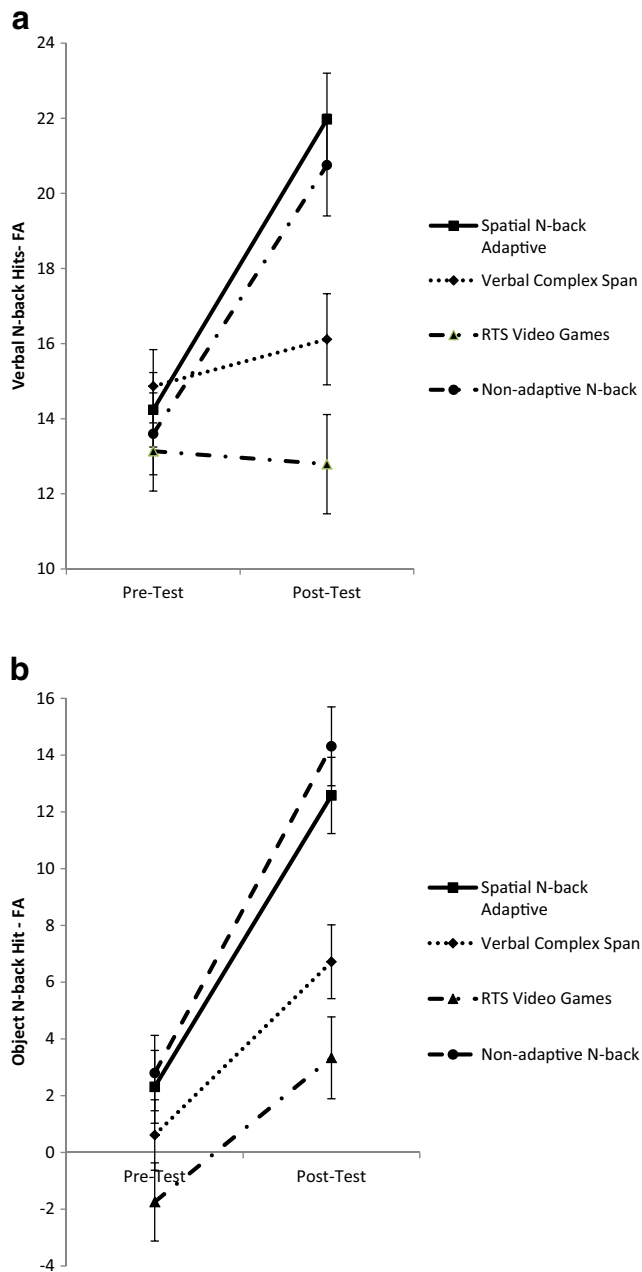 a
24
22
20
18
16
14
12
10
Verbal N-back Hits- FA
Pre-Test
Post-Test
Spatial N-back
Adaptive
Verbal Complex Span
RTS Video Games
Non-adaptive N-back
b
16
14
12
10
8
6
4
2
0
-2
-4
Object N-back Hit - FA
Pre-Test
Post-Test
Spatial N-back
Adaptive
Verbal Complex Span
RTS Video Games
Non-adaptive N-back